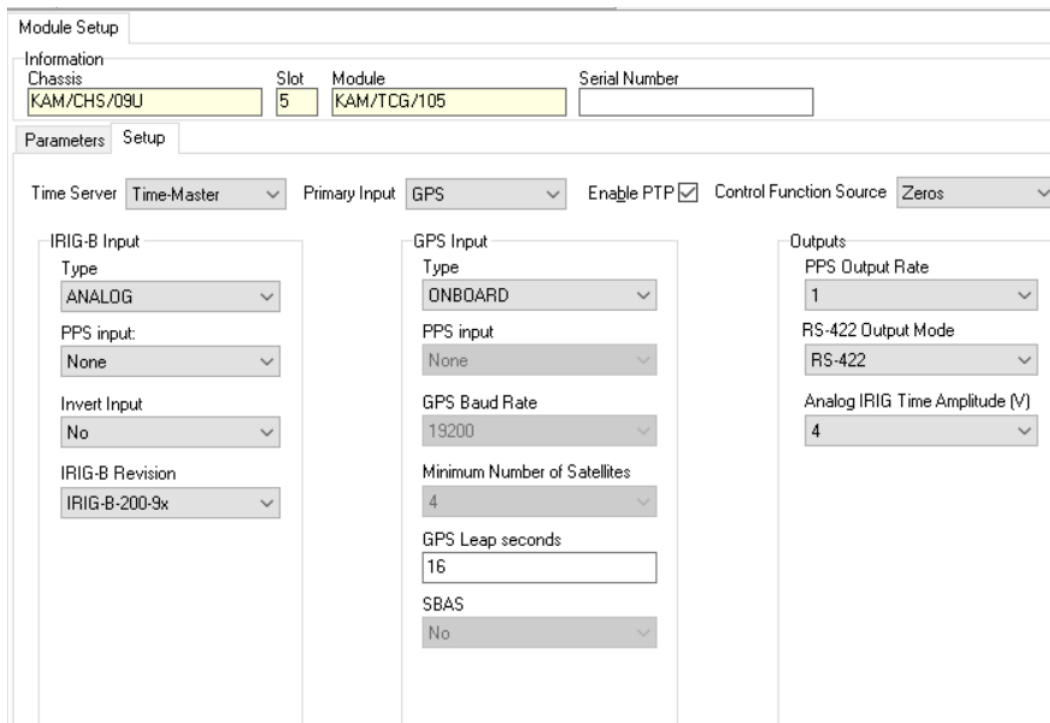 Module Setup
Information
Chassis Slot Module Serial Number
KAM/CHS/09U 5 KAM/TCG/105
Parameters Setup
Time Server Time-Master Primary Input GPS Enable PTP Control Function Source Zeros
IRIG-B Input
Type
ANALOG
PPS input:
None
Invert Input
No
IRIG-B Revision
IRIG-B-200-9x
GPS Input
Type
ONBOARD
PPS input
None
GPS Baud Rate
19200
Minimum Number of Satellites
4
GPS Leap seconds
16
SBAS
No
Outputs
PPS Output Rate
1
RS-422 Output Mode
RS-422
Analog IRIG Time Amplitude (V)
4